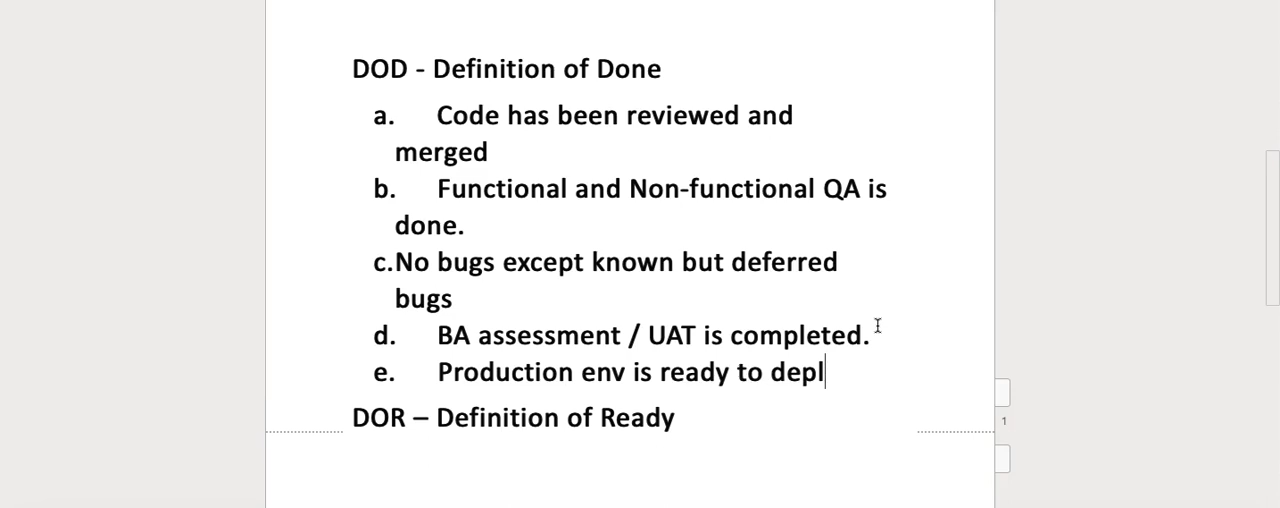 DOD - Definition of Done
a. Code has been reviewed and
merged
b. Functional and Non-functional QA is
done.
c.No bugs except known but deferred
bugs
d. BA assessment / UAT is completed.
e. Production env is ready to depl
DOR – Definition of Ready
1